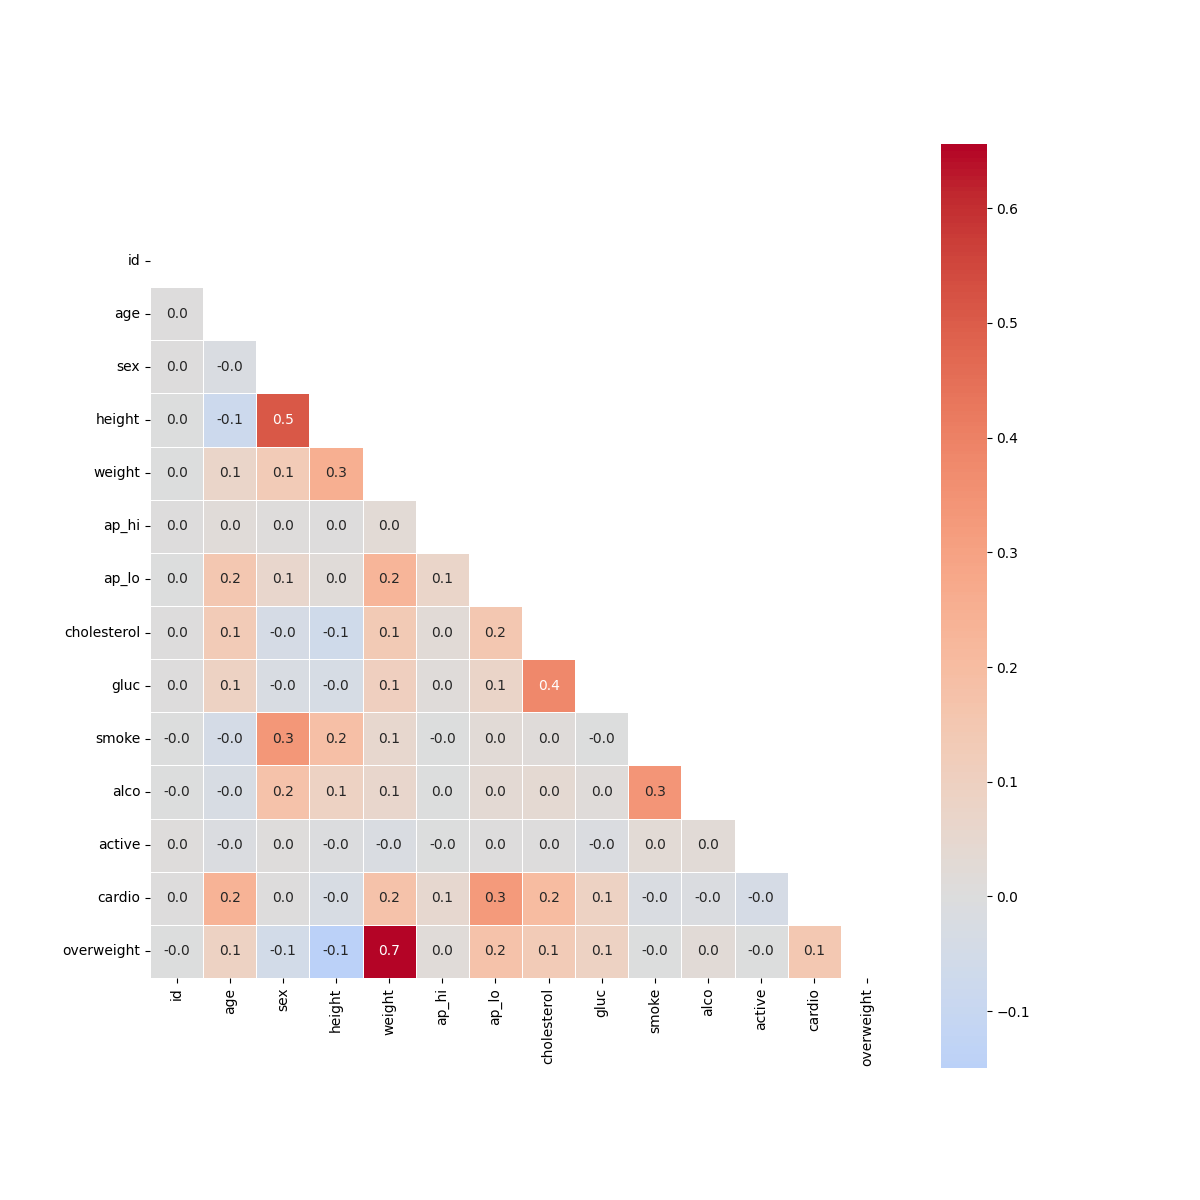 id
age 0.0
sex 0.0 -0.0
height 0.0 -0.1 0.5
weight 0.0 0.1 0.1 0.3
ap_hi 0.0 0.0 0.0 0.0 0.0
ap_lo 0.0 0.2 0.1 0.0 0.2 0.1
cholesterol 0.0 0.1 -0.0 -0.1 0.1 0.0 0.2
gluc 0.0 0.1 -0.0 -0.0 0.1 0.0 0.1 0.4
smoke -0.0 -0.0 0.3 0.2 0.1 -0.0 0.0 0.0 -0.0
alco -0.0 -0.0 0.2 0.1 0.1 0.0 0.0 0.0 0.0 0.3
active 0.0 -0.0 0.0 -0.0 -0.0 -0.0 0.0 0.0 -0.0 0.0 0.0
cardio 0.0 0.2 0.0 -0.0 0.2 0.1 0.3 0.2 0.1 -0.0 -0.0 -0.0
overweight -0.0 0.1 -0.1 -0.1 0.7 0.0 0.2 0.1 0.1 -0.0 0.0 -0.0 0.1
id age sex height weight ap_hi ap_lo cholesterol gluc smoke alco active cardio overweight
0.6
0.5
0.4
0.3
0.2
0.1
0.0
−0.1